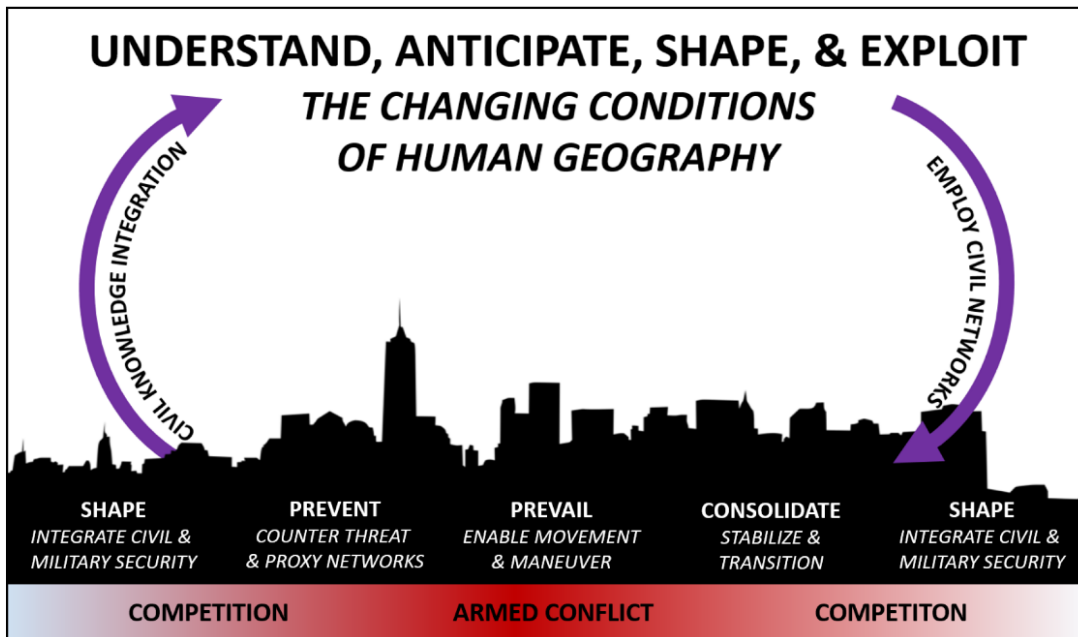 UNDERSTAND, ANTICIPATE, SHAPE, & EXPLOIT
THE CHANGING CONDITIONS
OF HUMAN GEOGRAPHY
CIVIL KNOWLEDGE INTEGRATION
EMPLOY CIVIL NETWORKS
SHAPE
INTEGRATE CIVIL &
MILITARY SECURITY
PREVENT
COUNTER THREAT
& PROXY NETWORKS
PREVAIL
ENABLE MOVEMENT
& MANEUVER
CONSOLIDATE
STABILIZE &
TRANSITION
SHAPE
INTEGRATE CIVIL &
MILITARY SECURITY
COMPETITION
ARMED CONFLICT
COMPETITON